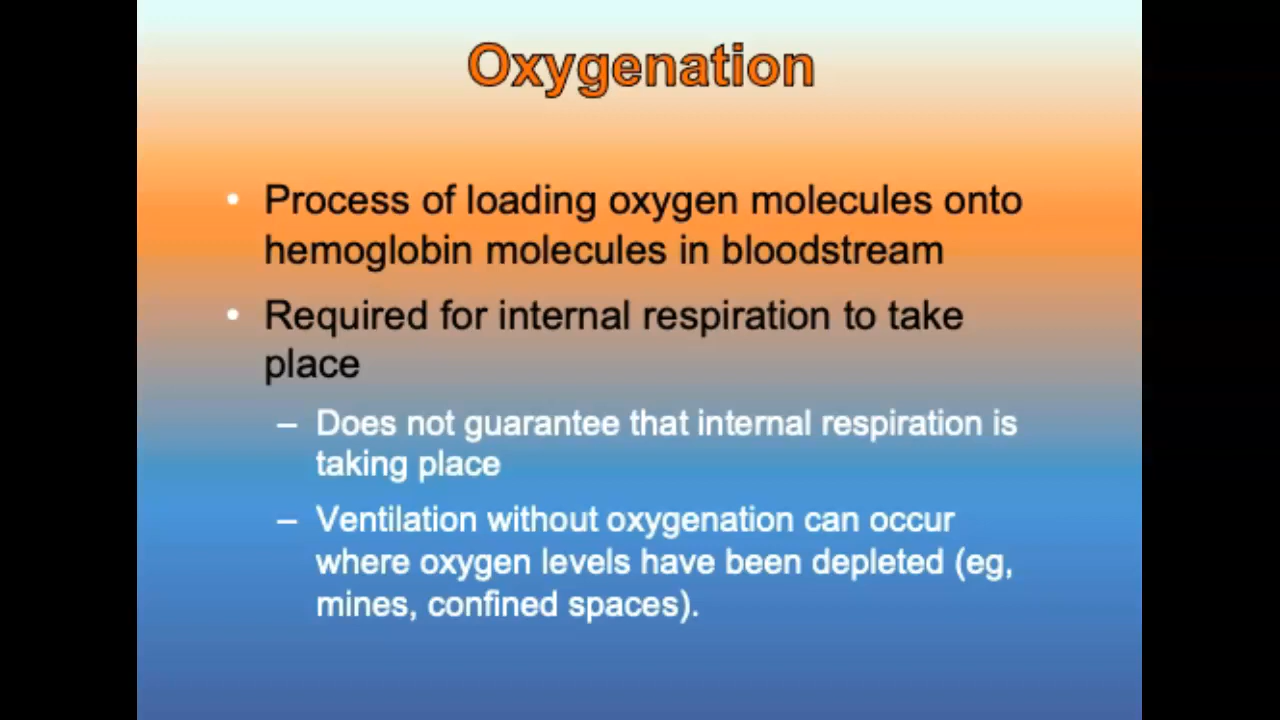 Oxygenation
• Process of loading oxygen molecules onto
hemoglobin molecules in bloodstream
• Required for internal respiration to take
place
– Does not guarantee that internal respiration is
taking place
– Ventilation without oxygenation can occur
where oxygen levels have been depleted (eg,
mines, confined spaces).